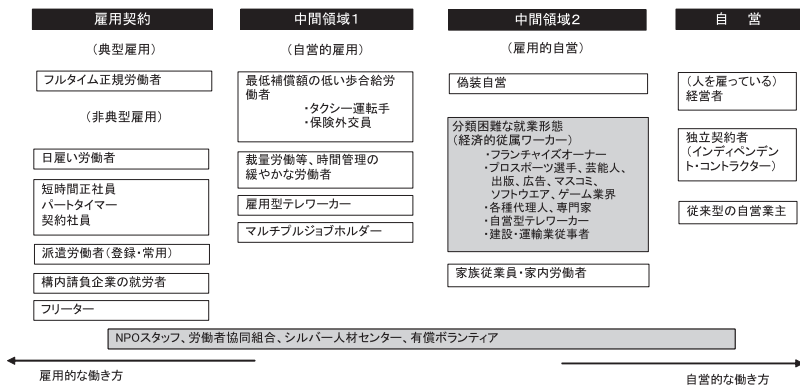 雇用契約
（典型雇用）
フルタイム正規労働者
（非典型雇用）
日雇い労働者
短時間正社員
パートタイマー
契約社員
派遣労働者（登録・常用）
構内請負企業の就労者
フリーター
中間領域１
（自営的雇用）
最低補償額の低い歩合給労
働者
・タクシー運転手
・保険外交員
裁量労働等、時間管理の
緩やかな労働者
雇用型テレワーカー
マルチプルジョブホルダー
中間領域２
（雇用的自営）
偽装自営
分類困難な就業形態
（経済的従属ワーカー）
・フランチャイズオーナー
・プロスポーツ選手、芸能人、
出版、広告、マスコミ、
ソフトウエア、ゲーム業界
・各種代理人、専門家
・自営型テレワーカー
・建設・運輸業従事者
家族従業員・家内労働者
自　営
（人を雇っている）
経営者
独立契約者
（インディペンデン
ト・コントラクター）
従来型の自営業主
NPOスタッフ、労働者協同組合、シルバー人材センター、有償ボランティア
雇用的な働き方
自営的な働き方